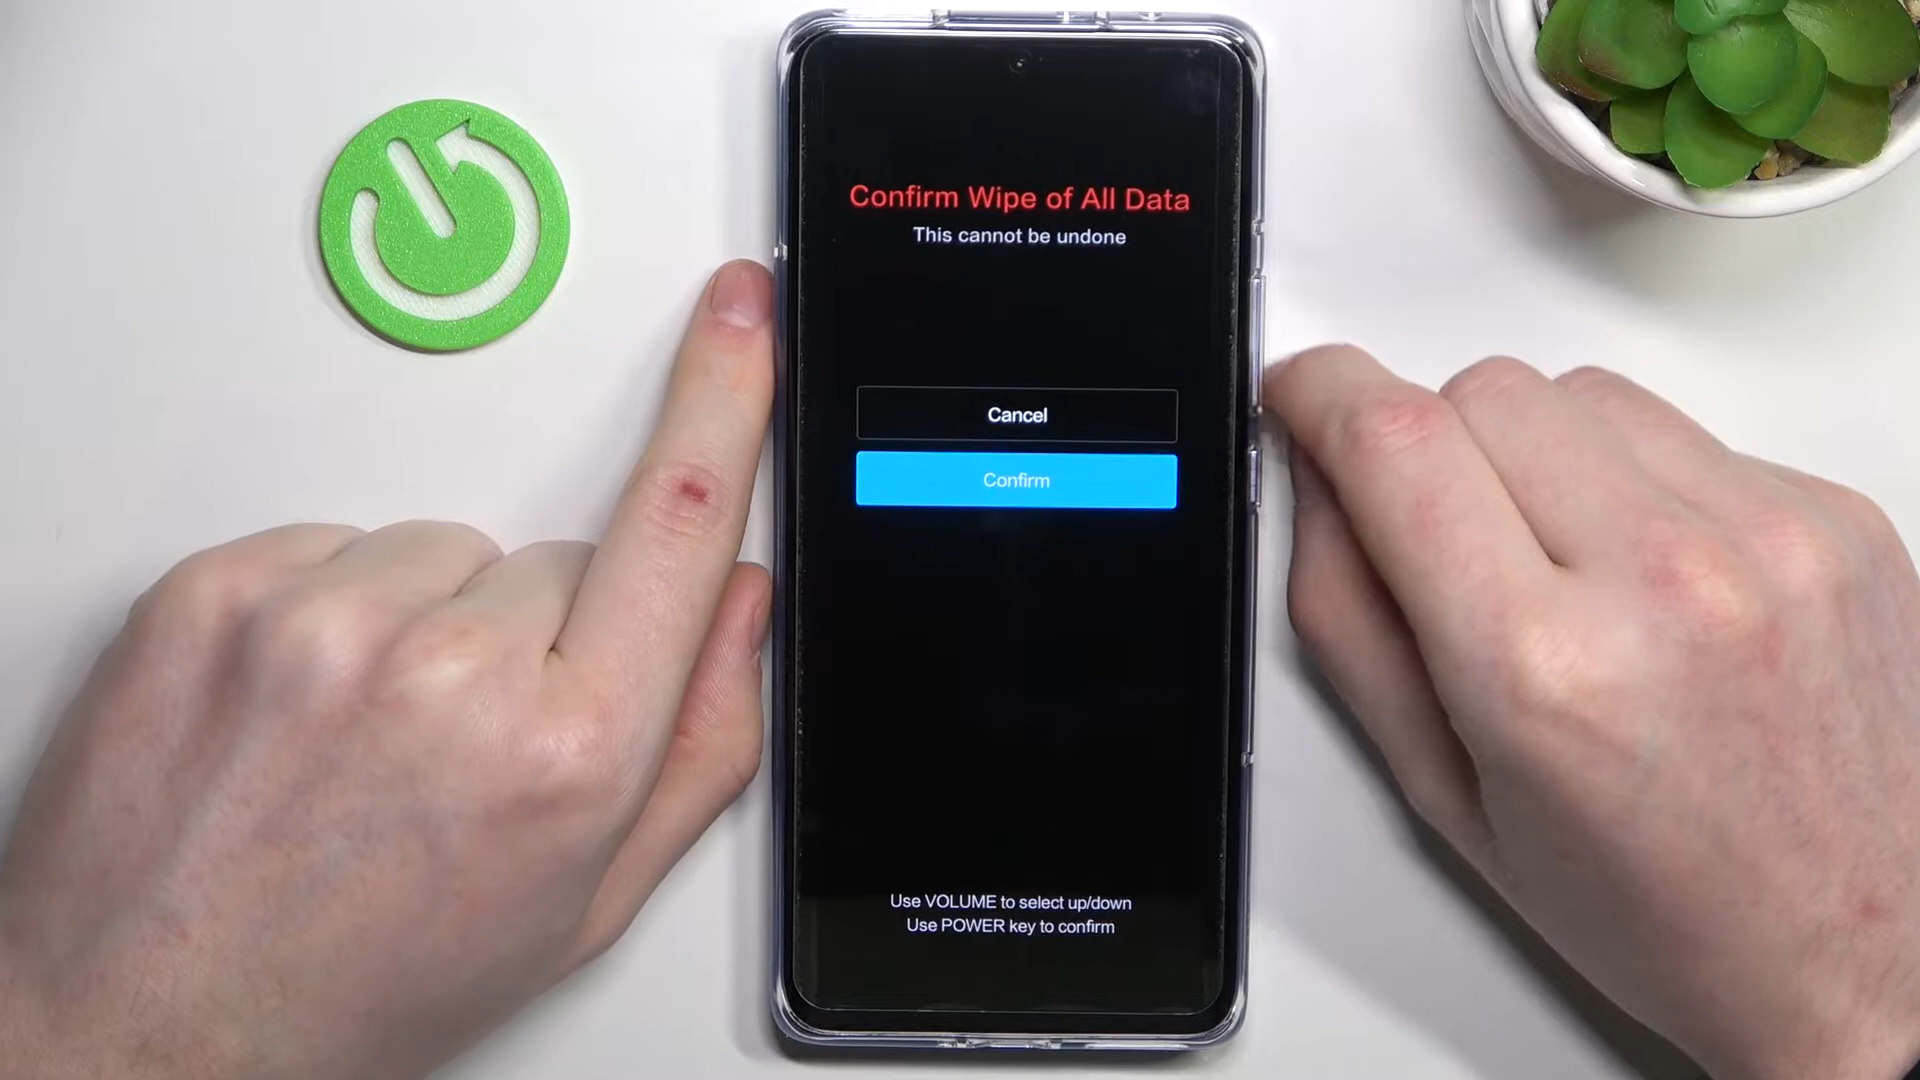 Confirm Wipe of All Data
This cannot be undone
Cancel
Confirm
Use VOLUME to select up/down
Use POWER key to confirm